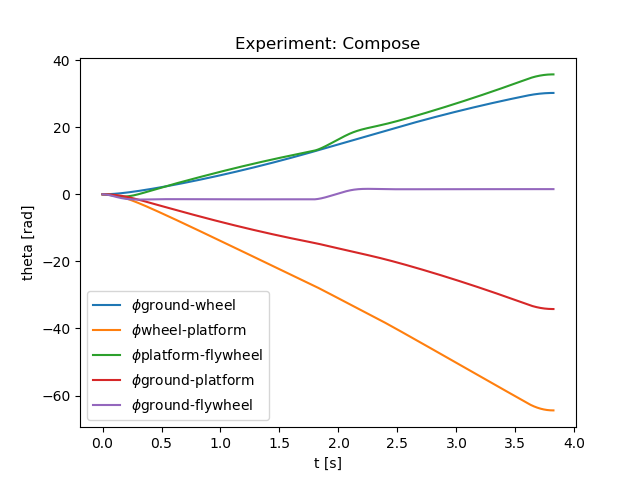 Experiment: Compose
theta [rad]
40
20
0
−20
−40
−60
ϕground-wheel
ϕwheel-platform
ϕplatform-flywheel
ϕground-platform
ϕground-flywheel
0.0 0.5 1.0 1.5 2.0 2.5 3.0 3.5 4.0
t [s]